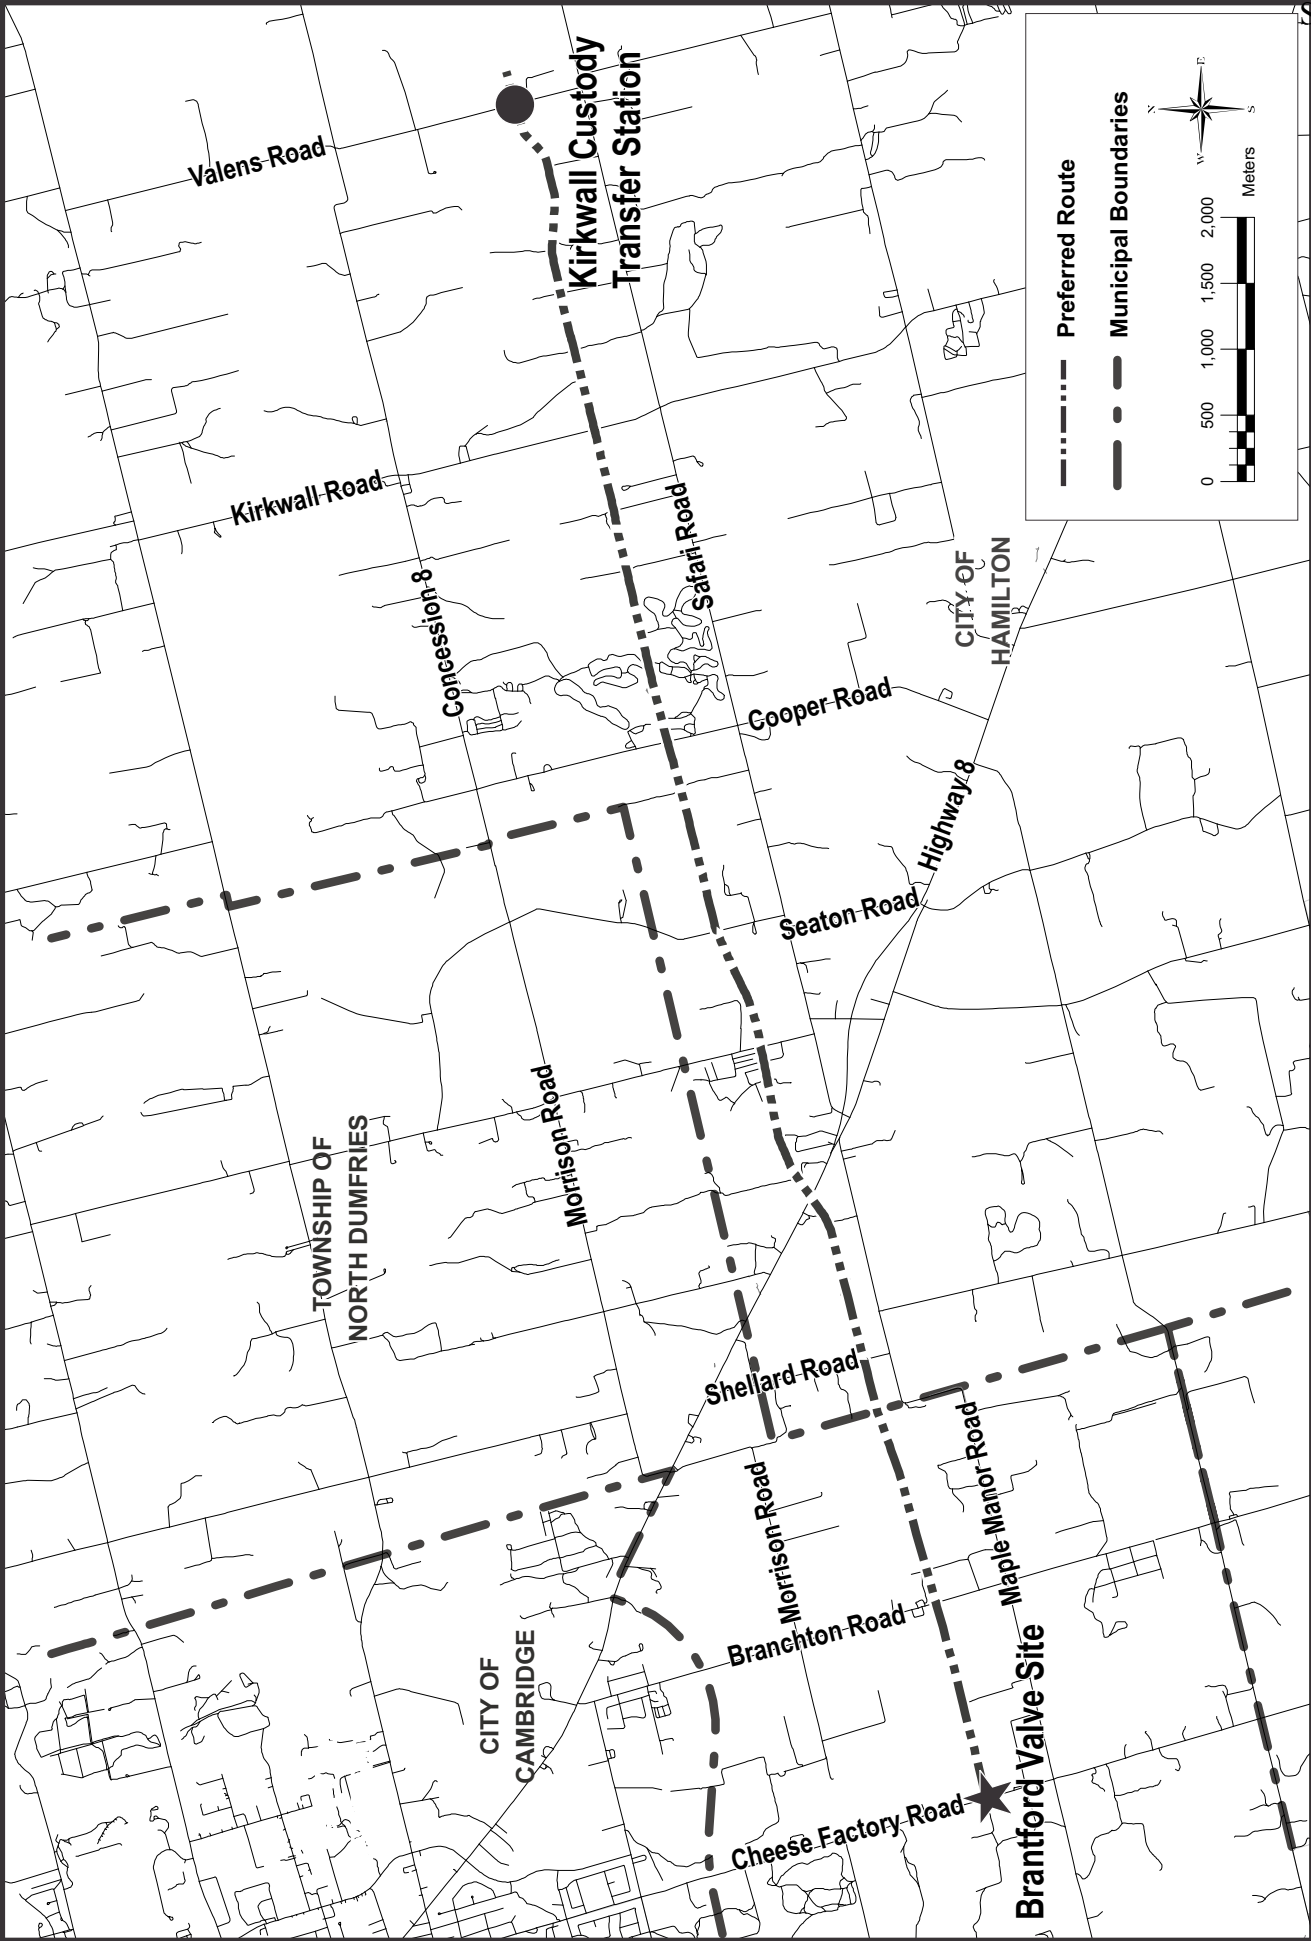 Valens Road
Kirkwall Custody
Transfer Station
Kirkwall Road
Concession 8
Safari Road
Cooper Road
CITY OF
HAMILTON
Highway 8
Seaton Road
Morrison Road
TOWNSHIP OF
NORTH DUMFRIES
Shellard Road
Morrison Road
Maple Manor Road
Branchton Road
CITY OF
CAMBRIDGE
Cheese Factory Road
Brantford Valve Site
Preferred Route
Municipal Boundaries
N
E
S
W
0 500 1,000 1,500 2,000
Meters